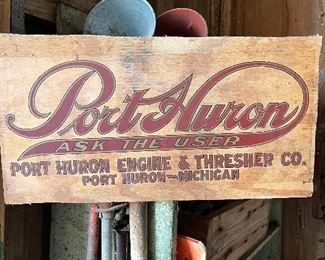 Port Huron
ASK THE USER
PORT HURON ENGINE & THRESHER CO.
PORT HURON—MICHIGAN